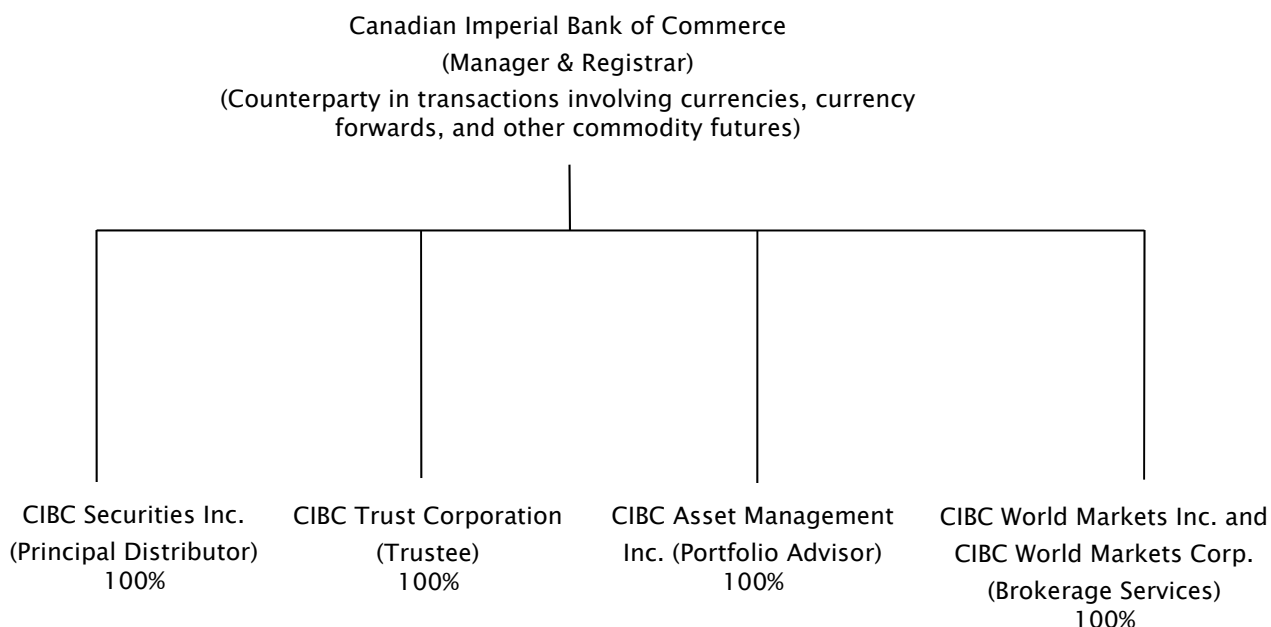 Canadian Imperial Bank of Commerce
(Manager & Registrar)
(Counterparty in transactions involving currencies, currency
forwards, and other commodity futures)
CIBC Securities Inc.
(Principal Distributor)
100%
CIBC Trust Corporation
(Trustee)
100%
CIBC Asset Management
Inc. (Portfolio Advisor)
100%
CIBC World Markets Inc. and
CIBC World Markets Corp.
(Brokerage Services)
100%